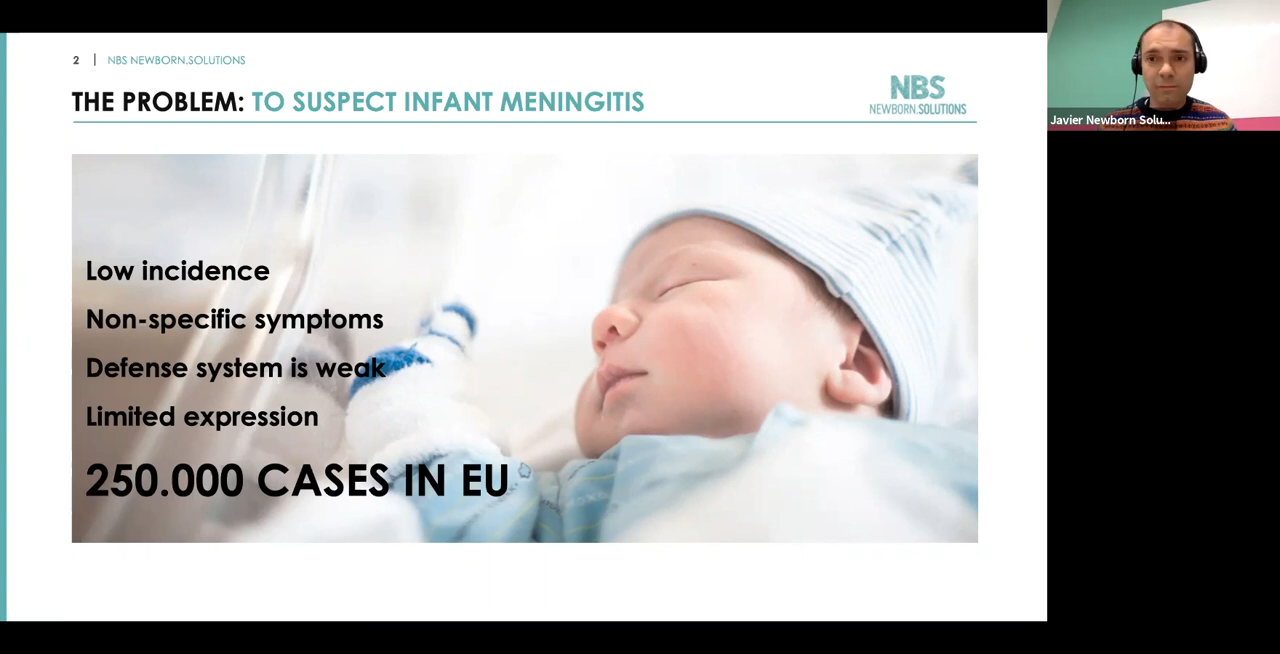 2 | NBS NEWBORN.SOLUTIONS
THE PROBLEM: TO SUSPECT INFANT MENINGITIS
NBS
NEWBORN.SOLUTIONS
Low incidence
Non-specific symptoms
Defense system is weak
Limited expression
250.000 CASES IN EU
Javier Newborn Solu...